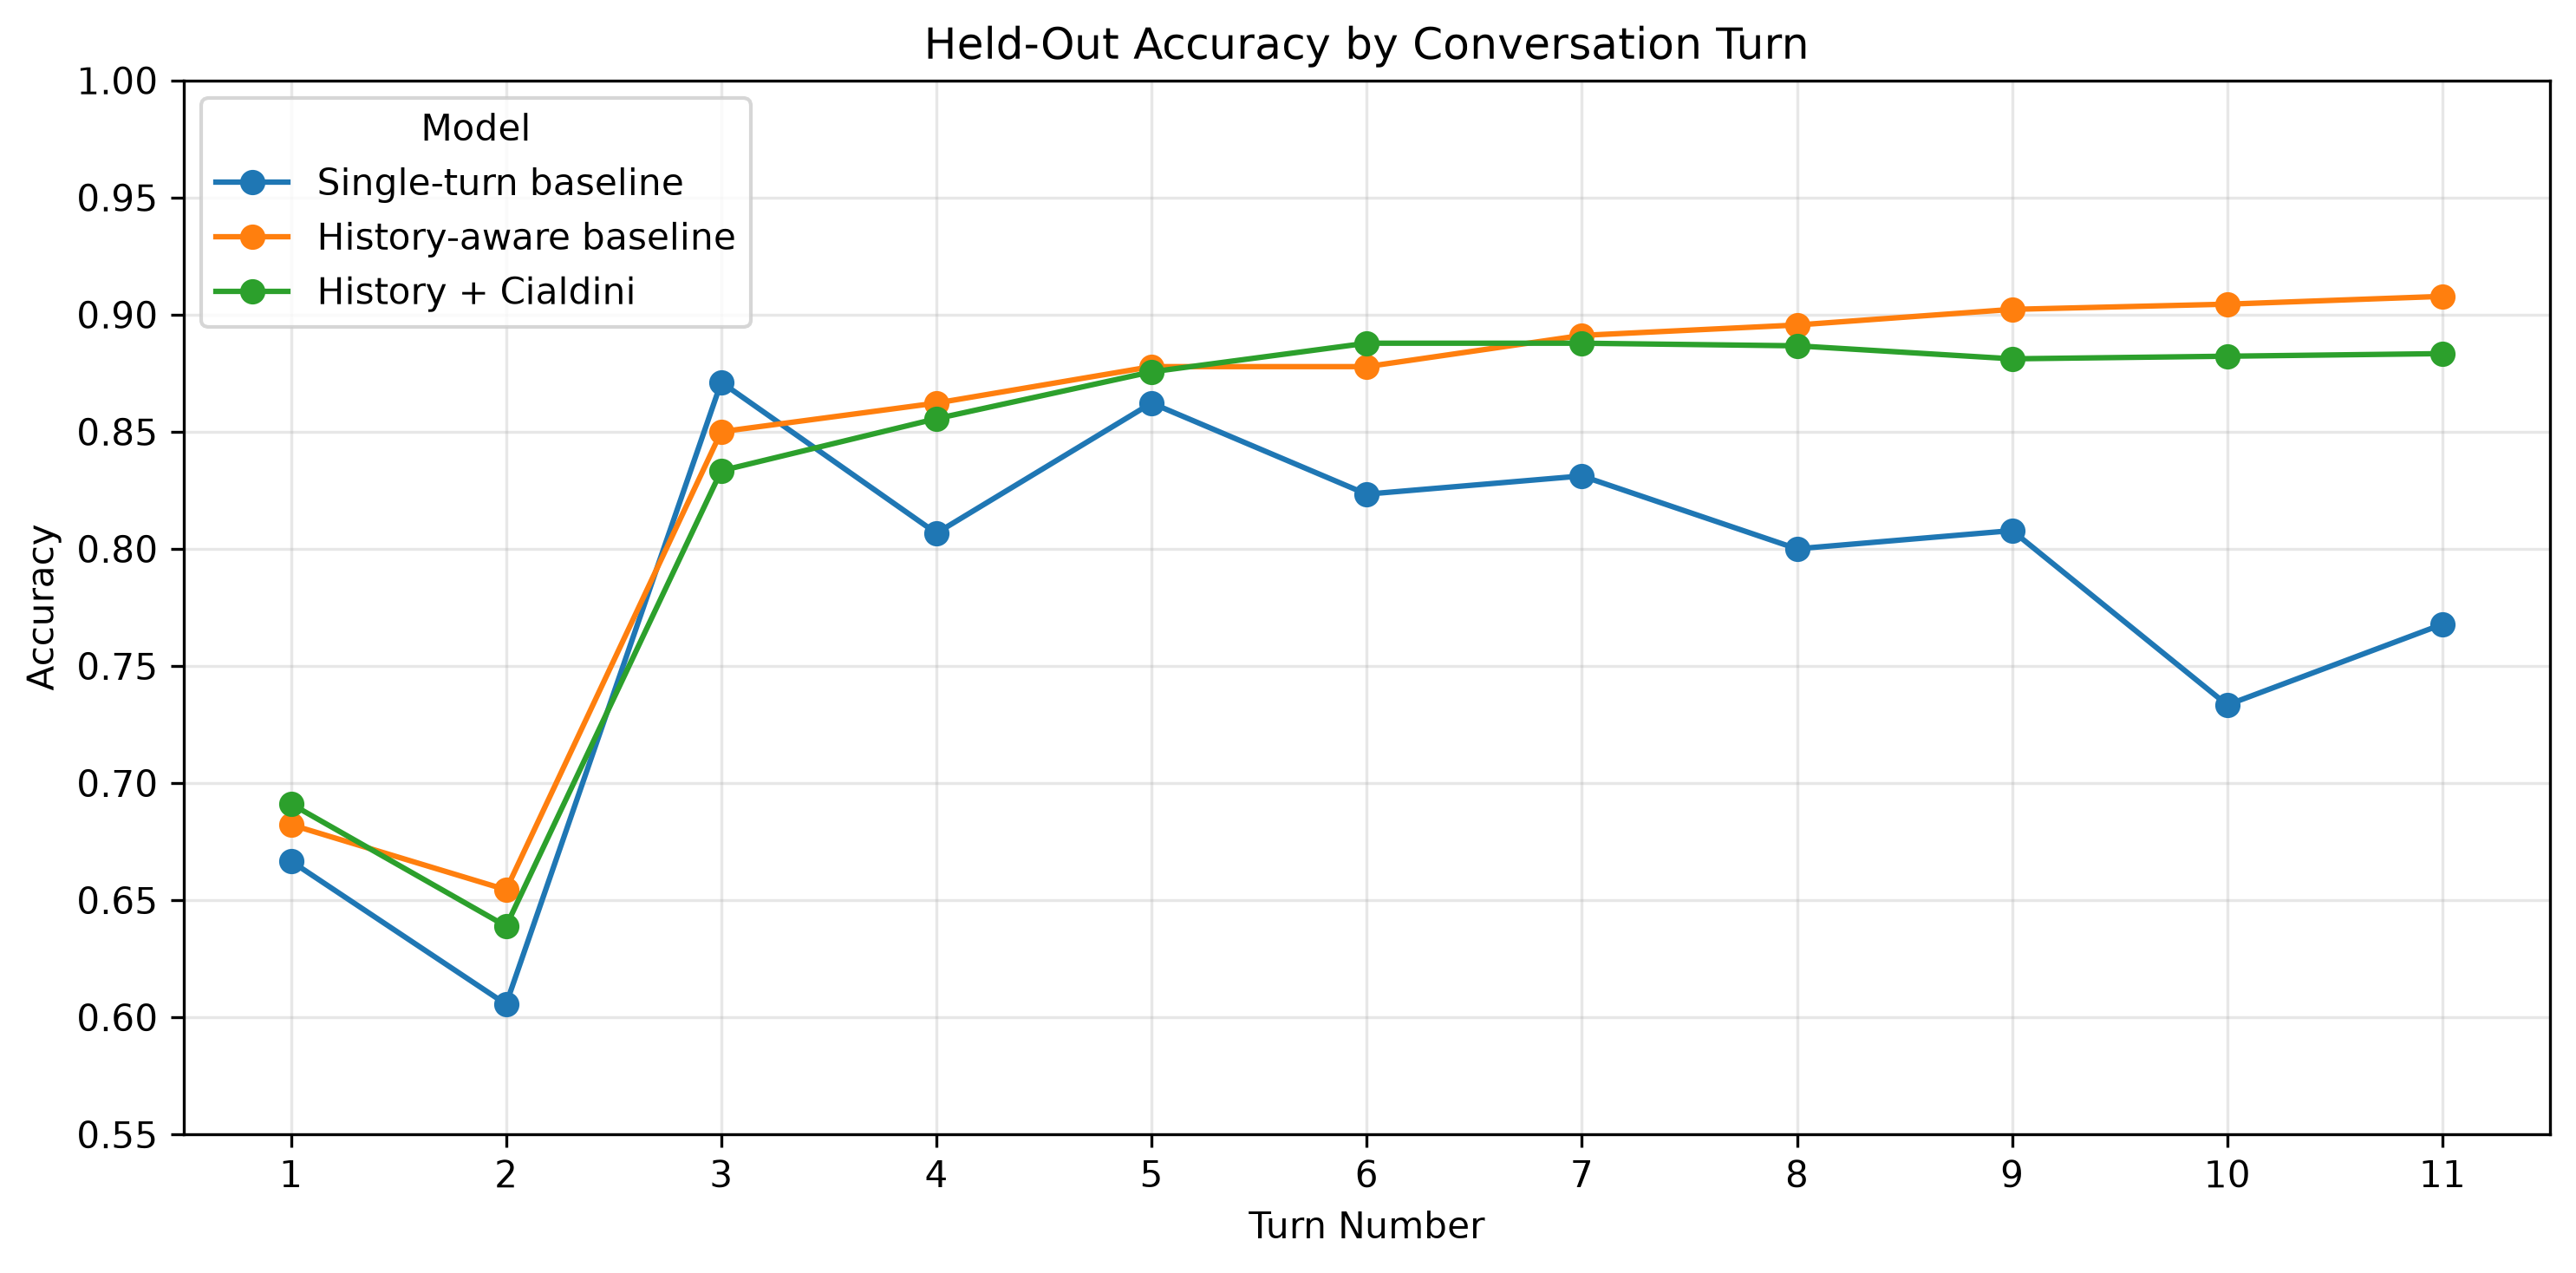 Held-Out Accuracy by Conversation Turn
1.00
0.95
0.90
0.85
0.80
0.75
0.70
0.65
0.60
0.55
Accuracy
Model
Single-turn baseline
History-aware baseline
History + Cialdini
1 2 3 4 5 6 7 8 9 10 11
Turn Number